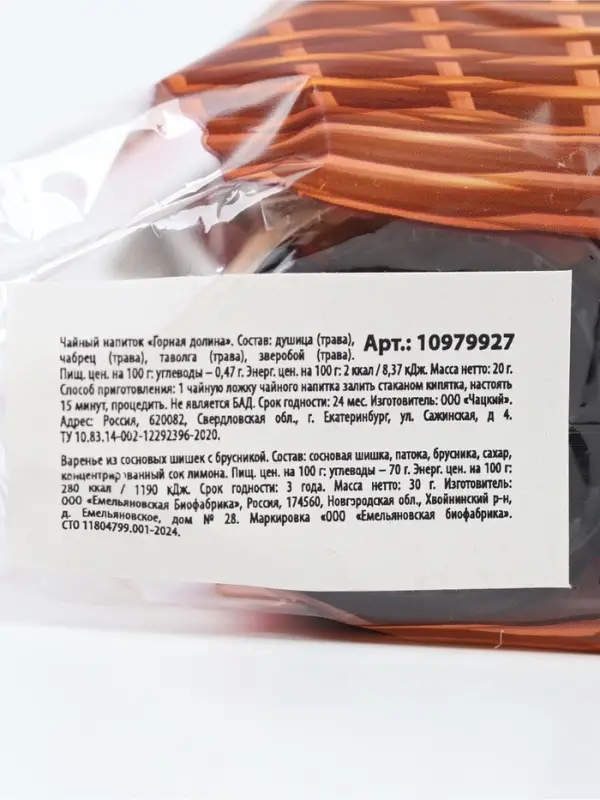 Чайный напиток «Горная долина». Состав: душица (трава), Арт.: 10979927
чабрец (трава), таволга (трава), зверобой (трава).
Пищ. цен. на 100 г: углеводы – 0,47 г. Энерг. цен. на 100 г: 2 ккал / 8,37 кДж. Масса нетто: 20 г.
Способ приготовления: 1 чайную ложку чайного напитка залить стаканом кипятка, настоять
15 минут, процедить. Не является БАД. Срок годности: 24 мес. Изготовитель: ООО «Чацкий».
Адрес: Россия, 620082, Свердловская обл., г. Екатеринбург, ул. Сажинская, д 4.
ТУ 10.83.14-002-12292396-2020.
Варенье из сосновых шишек с брусникой. Состав: сосновая шишка, патока, брусника, сахар,
концентрированный сок лимона. Пищ. цен. на 100 г: углеводы – 70 г. Энерг. цен. на 100 г:
280 ккал / 1190 кДж. Срок годности: 3 года. Масса нетто: 30 г. Изготовитель:
ООО «Емельяновская Биофабрика», Россия, 174560, Новгородская обл., Хвойнинский р-н,
д. Емельяновское, дом № 28. Маркировка «ООО «Емельяновская биофабрика».
СТО 11804799.001-2024.